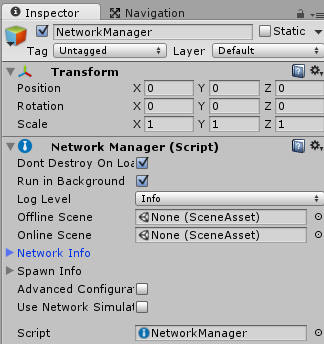 Inspector Navigation
NetworkManager Static
Tag Untagged Layer Default
Transform
Position X 0 Y 0 Z 0
Rotation X 0 Y 0 Z 0
Scale X 1 Y 1 Z 1
Network Manager (Script)
Dont Destroy On Loa
Run in Background
Log Level Info
Offline Scene None (SceneAsset)
Online Scene None (SceneAsset)
Network Info
Spawn Info
Advanced Configurat
Use Network Simulat
Script NetworkManager